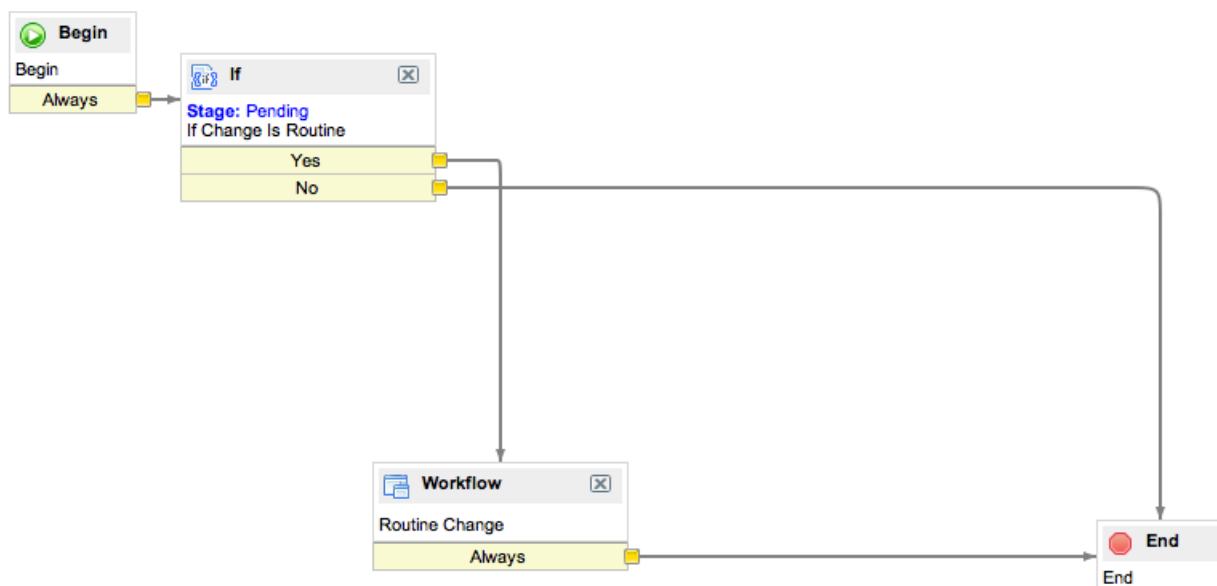 Begin
Begin
Always
If
Stage: Pending
If Change Is Routine
Yes
No
Workflow
Routine Change
Always
End
End